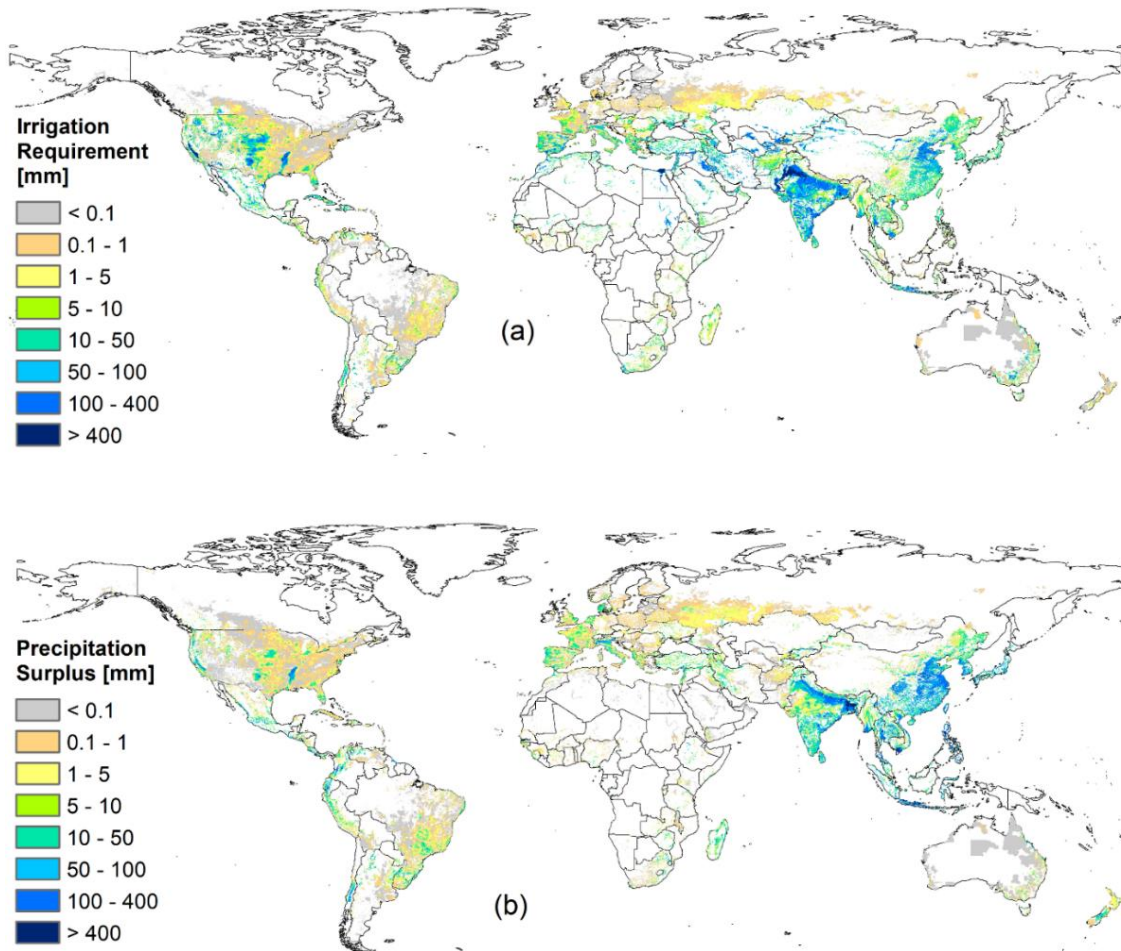 Irrigation
Requirement
[mm]
< 0.1
0.1 - 1
1 - 5
5 - 10
10 - 50
50 - 100
100 - 400
> 400
(a)
Precipitation
Surplus [mm]
< 0.1
0.1 - 1
1 - 5
5 - 10
10 - 50
50 - 100
100 - 400
> 400
(b)